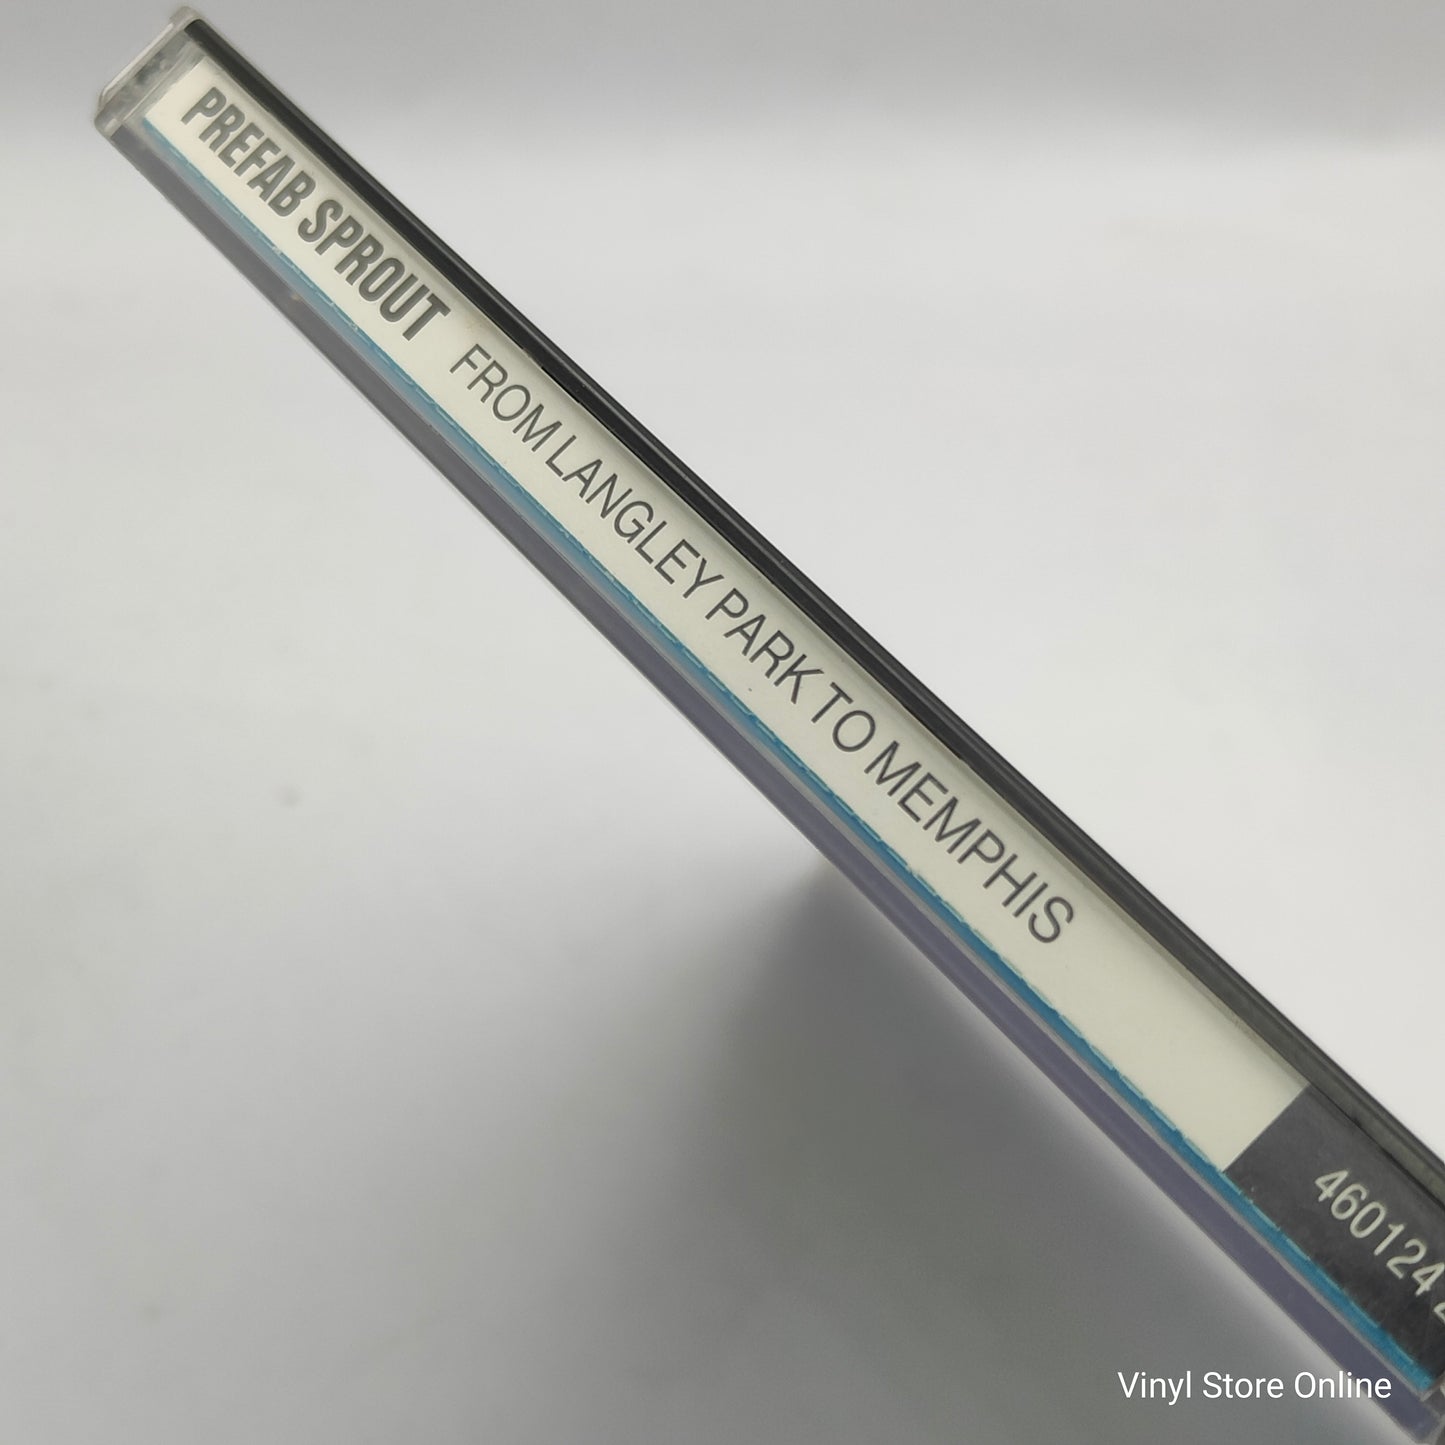 PREFAB SPROUT FROM LANGLEY PARK TO MEMPHIS
460124
Vinyl Store Online